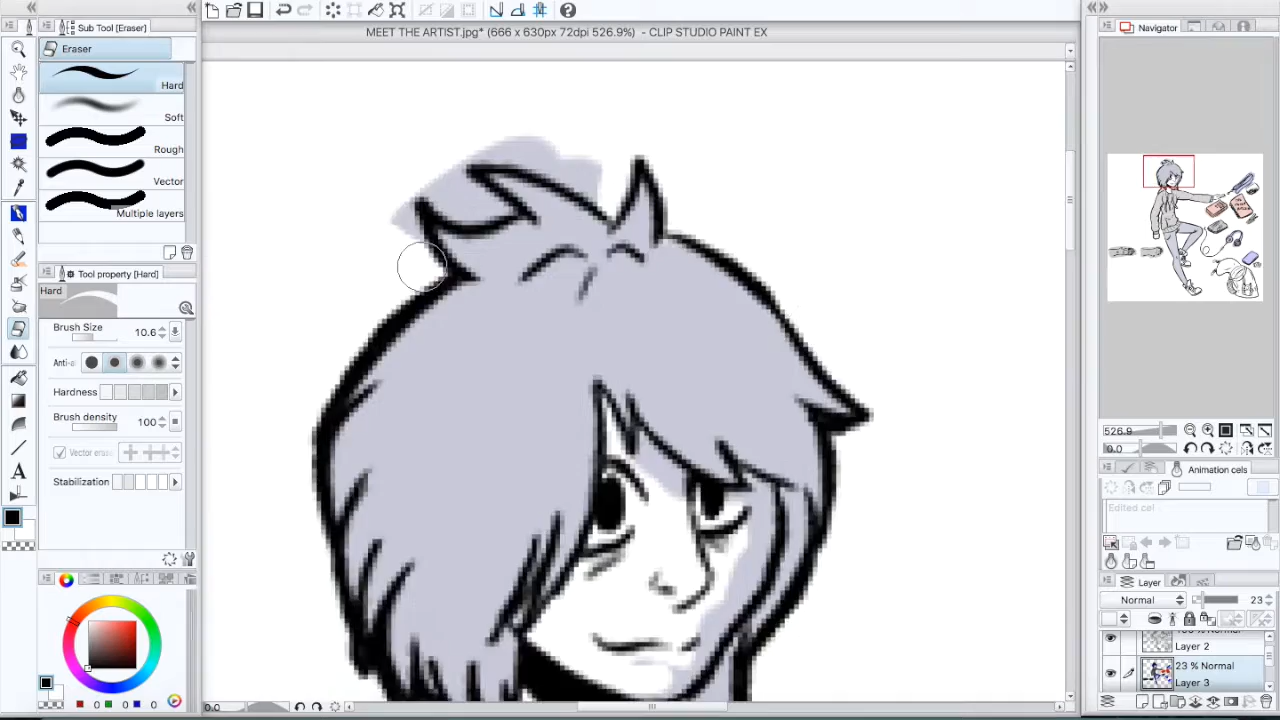 MEET THE ARTIST.jpg* (666 x 630px 72dpi 526.9%) - CLIP STUDIO PAINT EX
Sub Tool [Eraser]
Eraser
Hard
Soft
Rough
Vector
Multiple layers
Tool property [Hard]
Hard
Brush Size 10.6
Anti-a
Hardness
Brush density 100
Vector eras
Stabilization
0 0 0
0.0
Navigator
526.9
0.0
Animation cels
Edited cel
Layer
Normal 23
Layer 2
23 % Normal
Layer 3
A